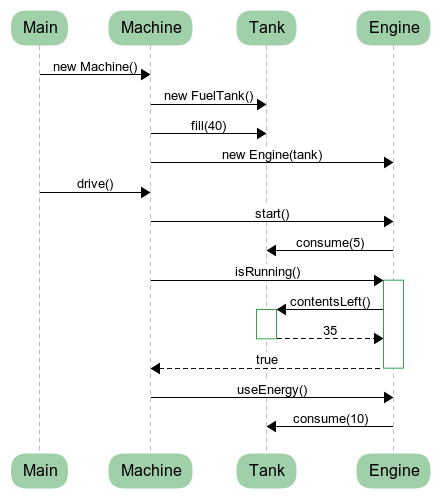 Main Machine Tank Engine
new Machine()
new FuelTank()
fill(40)
new Engine(tank)
drive()
start()
consume(5)
isRunning()
contentsLeft()
35
true
useEnergy()
consume(10)
Main Machine Tank Engine